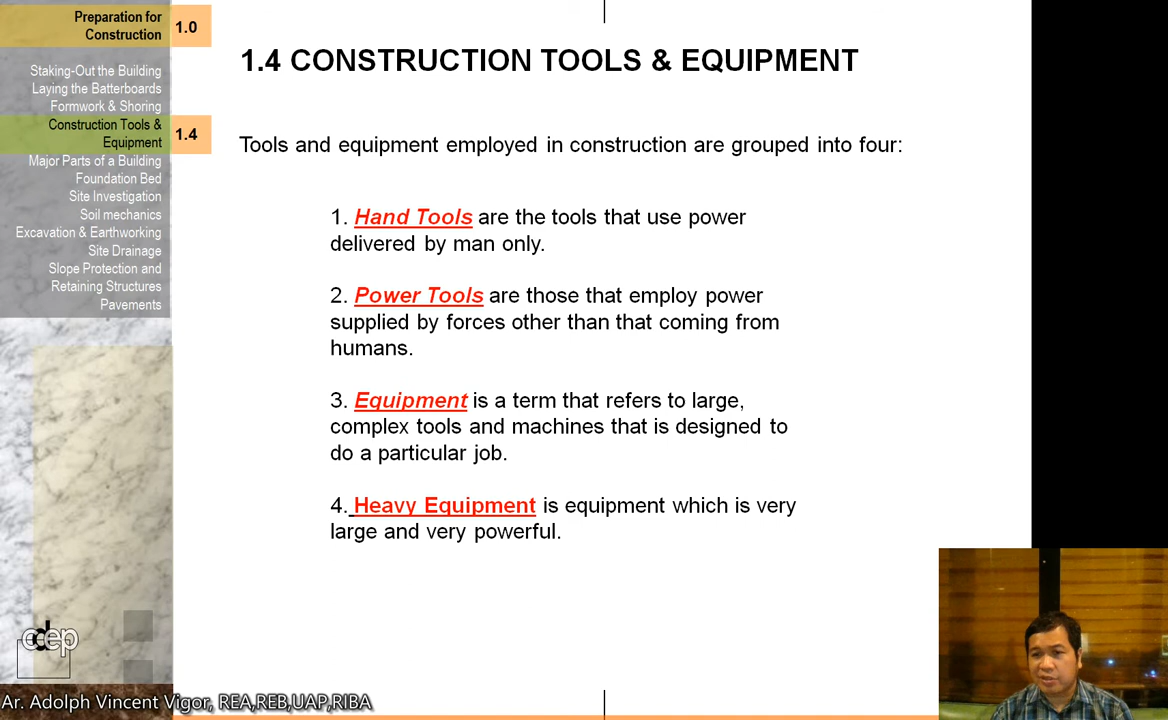 Preparation for
Construction
1.0
Staking-Out the Building
Laying the Batterboards
Formwork & Shoring
Construction Tools &
Equipment
1.4
Major Parts of a Building
Foundation Bed
Site Investigation
Soil mechanics
Excavation & Earthworking
Site Drainage
Slope Protection and
Retaining Structures
Pavements
1.4 CONSTRUCTION TOOLS & EQUIPMENT
Tools and equipment employed in construction are grouped into four:
1. Hand Tools are the tools that use power
delivered by man only.
2. Power Tools are those that employ power
supplied by forces other than that coming from
humans.
3. Equipment is a term that refers to large,
complex tools and machines that is designed to
do a particular job.
4. Heavy Equipment is equipment which is very
large and very powerful.
cdep
Ar. Adolph Vincent Vigor, REA,REB,UAP,RIBA